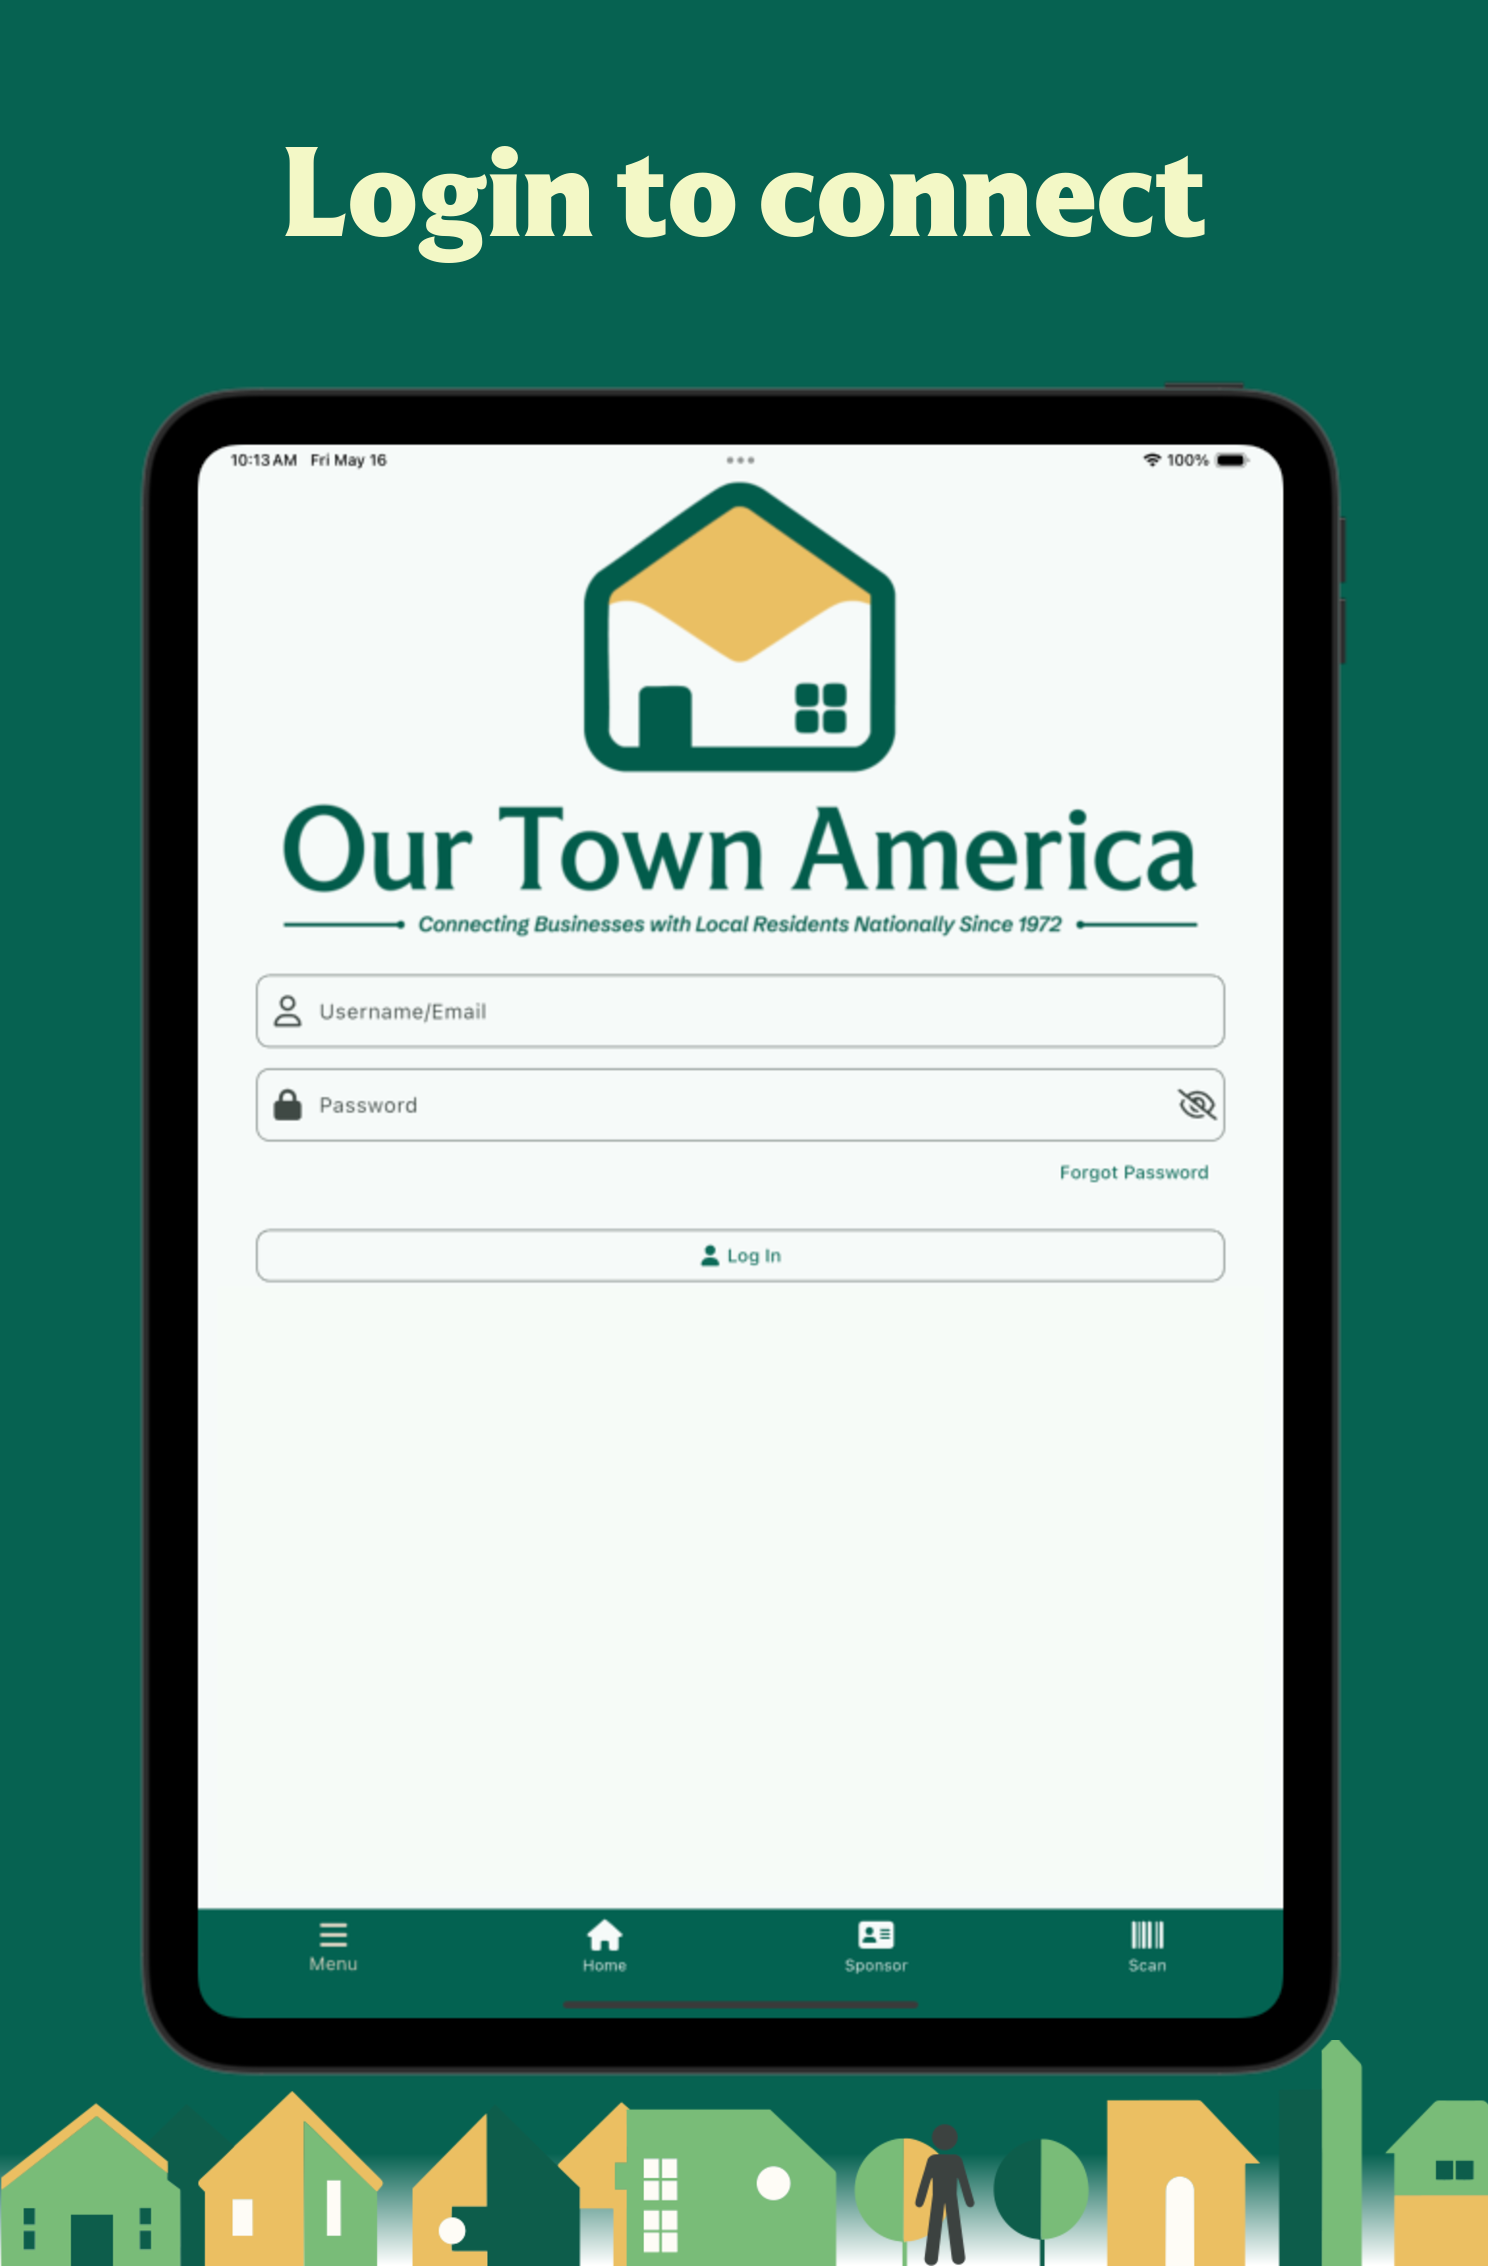 Login to connect
10:13 AM Fri May 16
100%
Our Town America
Connecting Businesses with Local Residents Nationally Since 1972
Username/Email
Password
Forgot Password
Log In
Menu
Home
Sponsor
Scan